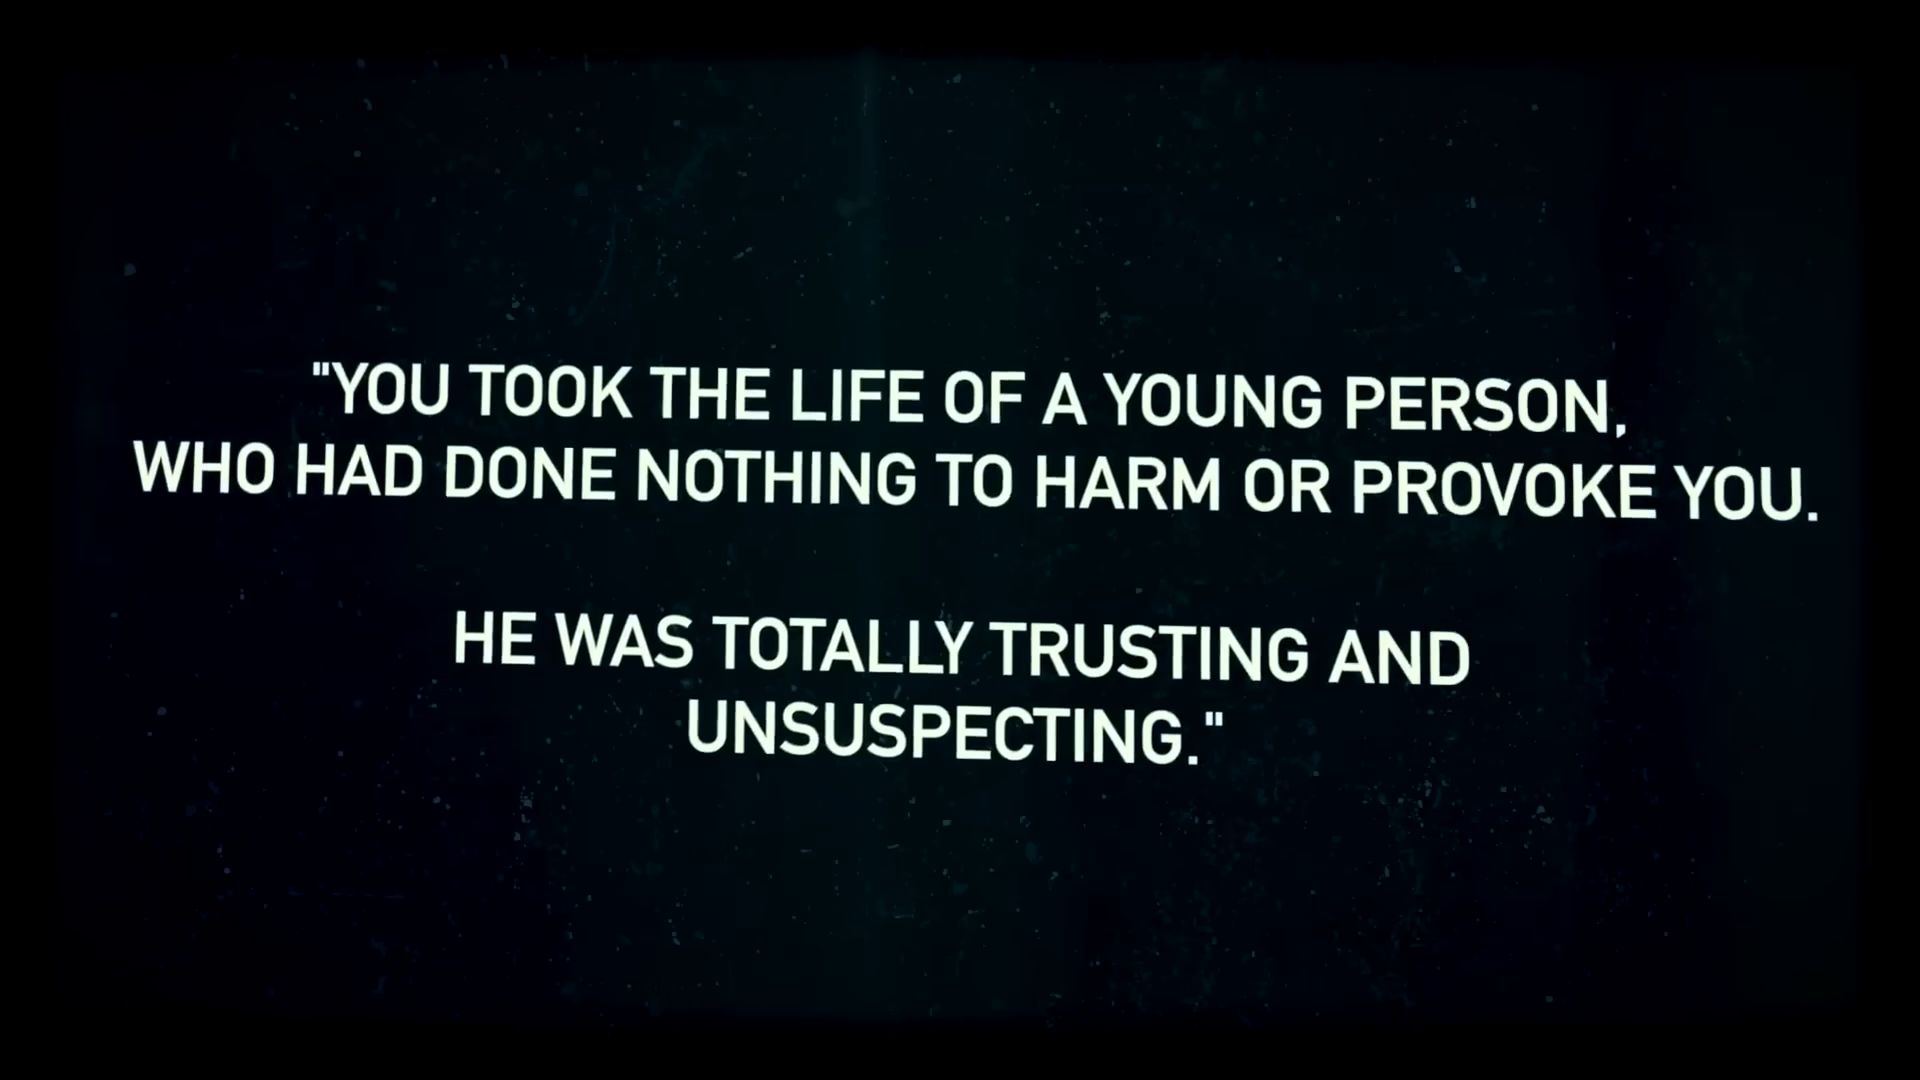 "YOU TOOK THE LIFE OF A YOUNG PERSON,
WHO HAD DONE NOTHING TO HARM OR PROVOKE YOU.
HE WAS TOTALLY TRUSTING AND
UNSUSPECTING."